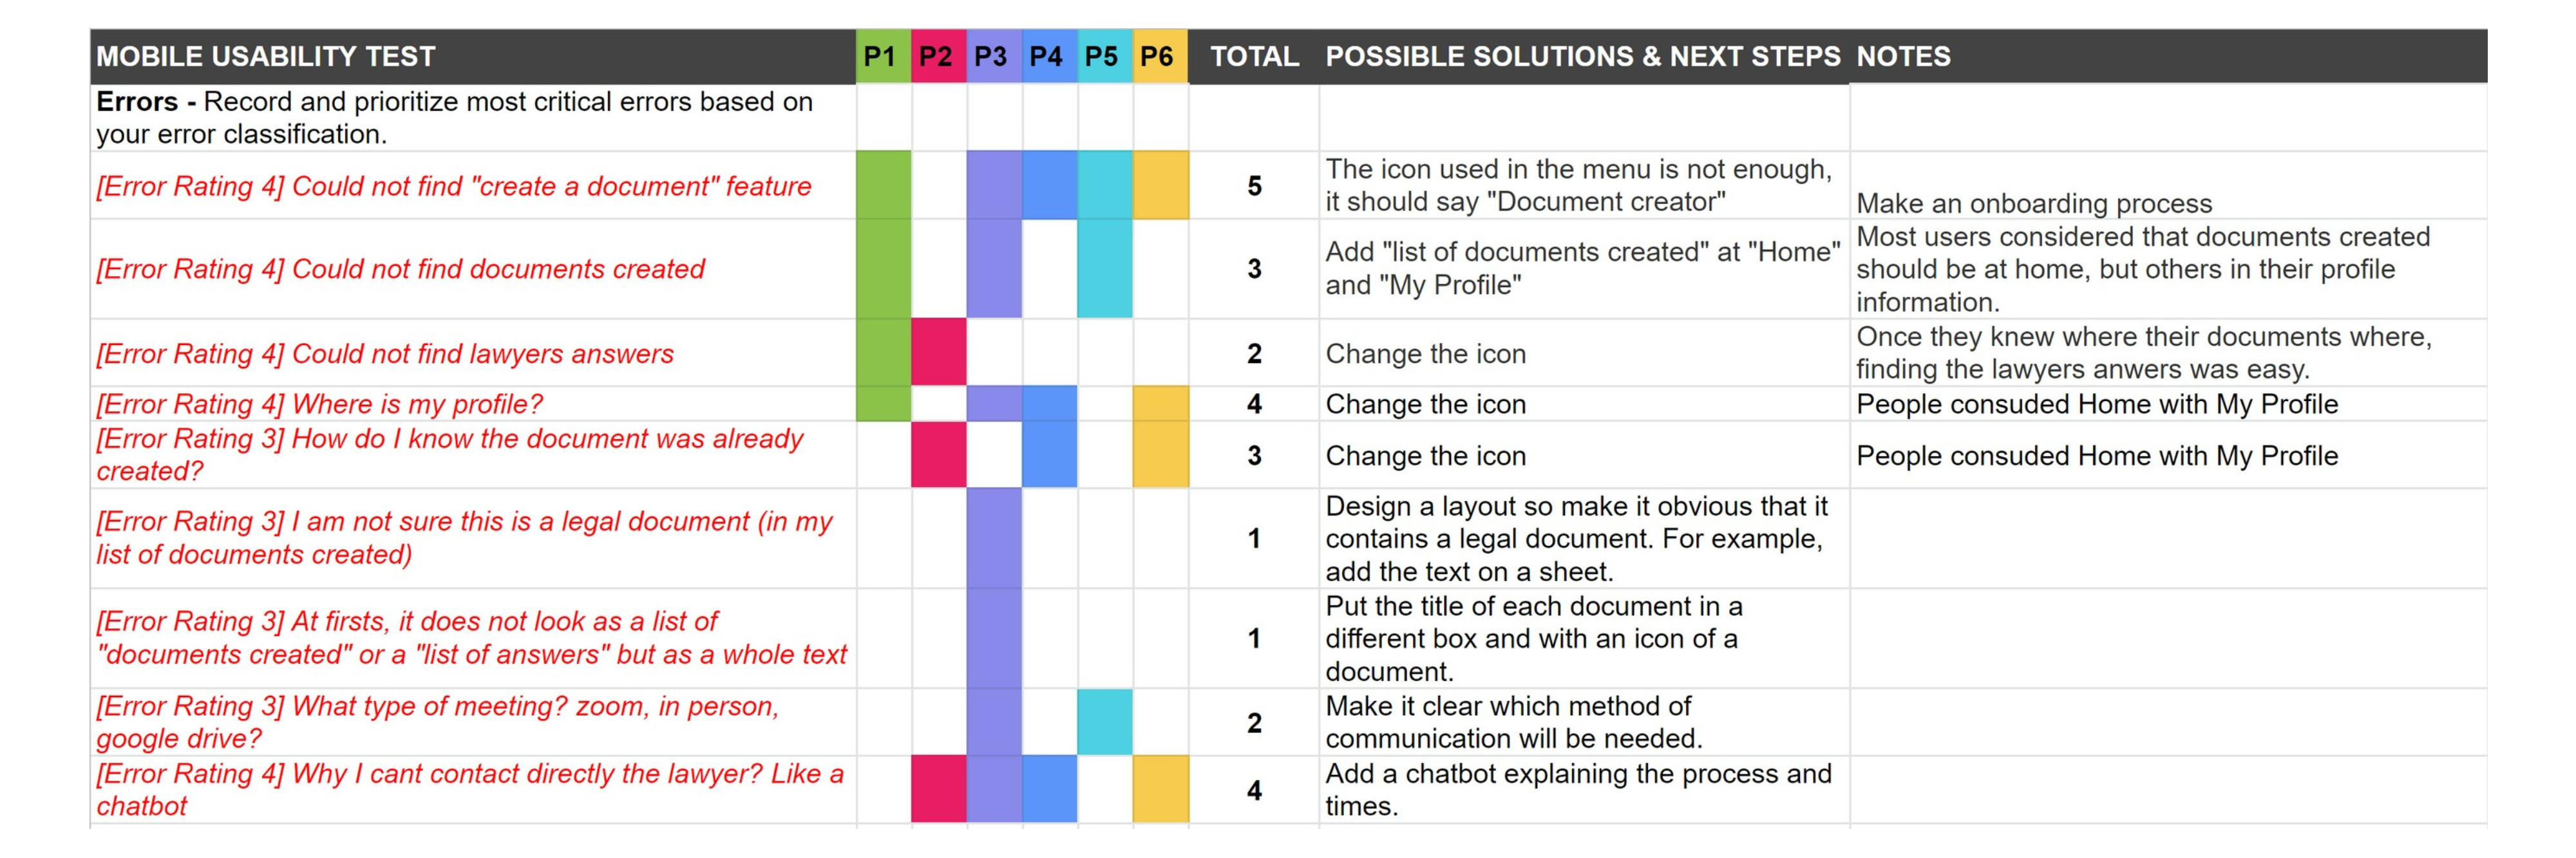 MOBILE USABILITY TEST P1 P2 P3 P4 P5 P6 TOTAL POSSIBLE SOLUTIONS & NEXT STEPS NOTES
Errors - Record and prioritize most critical errors based on
your error classification.
[Error Rating 4] Could not find "create a document" feature
5
The icon used in the menu is not enough,
it should say "Document creator"
Make an onboarding process
[Error Rating 4] Could not find documents created
3
Add "list of documents created" at "Home"
and "My Profile"
Most users considered that documents created
should be at home, but others in their profile
information.
[Error Rating 4] Could not find lawyers answers
2
Change the icon
Once they knew where their documents where,
finding the lawyers anwers was easy.
[Error Rating 4] Where is my profile?
4
Change the icon
People consuded Home with My Profile
[Error Rating 3] How do I know the document was already
created?
3
Change the icon
People consuded Home with My Profile
[Error Rating 3] I am not sure this is a legal document (in my
list of documents created)
1
Design a layout so make it obvious that it
contains a legal document. For example,
add the text on a sheet.
[Error Rating 3] At firsts, it does not look as a list of
"documents created" or a "list of answers" but as a whole text
1
Put the title of each document in a
different box and with an icon of a
document.
[Error Rating 3] What type of meeting? zoom, in person,
google drive?
2
Make it clear which method of
communication will be needed.
[Error Rating 4] Why I cant contact directly the lawyer? Like a
chatbot
4
Add a chatbot explaining the process and
times.